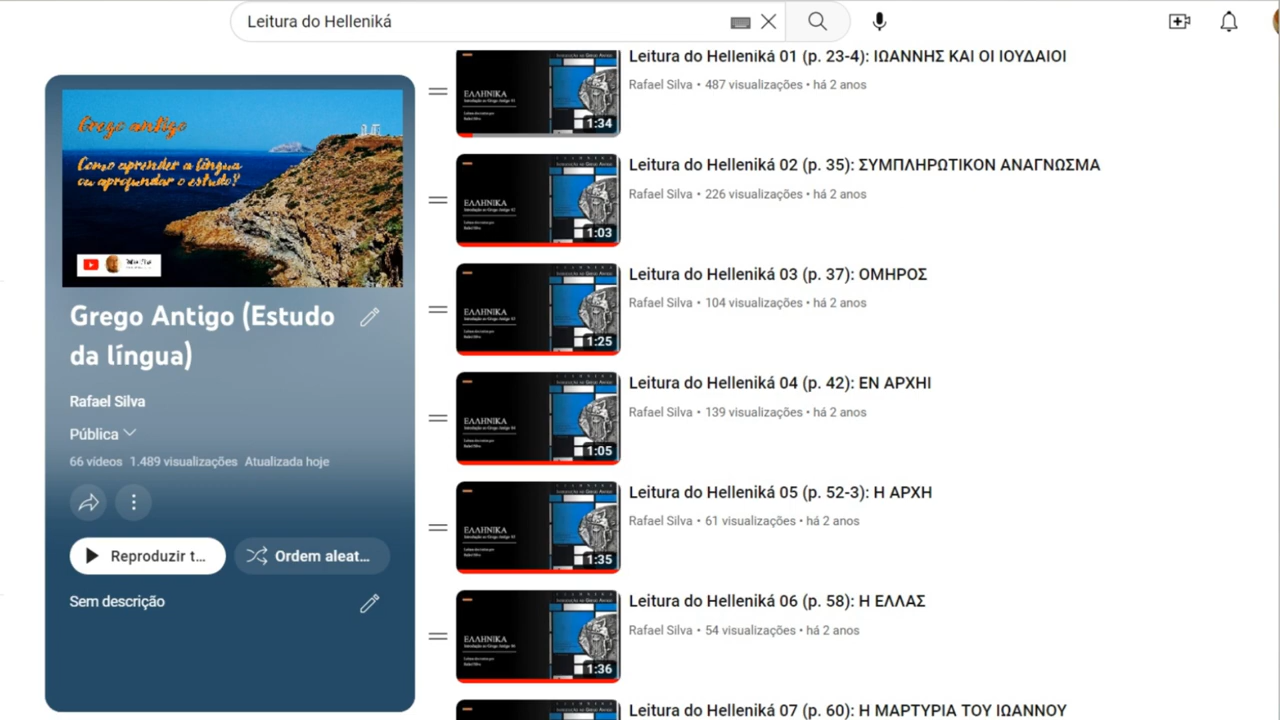 Leitura do Helleniká
Grego antigo
Como aprender a língua
ou aprofundar o estudo?
Grego Antigo (Estudo
da língua)
Rafael Silva
Pública
66 vídeos 1.489 visualizações Atualizada hoje
Reproduzir t...
Ordem aleat...
Sem descrição
ΕΛΛΗΝΙΚΑ
1:34
Leitura do Helleniká 01 (p. 23-4): ΙΩΑΝΝΗΣ ΚΑΙ ΟΙ ΙΟΥΔΑΙΟΙ
Rafael Silva • 487 visualizações • há 2 anos
ΕΛΛΗΝΙΚΑ
1:03
Leitura do Helleniká 02 (p. 35): ΣΥΜΠΛΗΡΩΤΙΚΟΝ ΑΝΑΓΝΩΣΜΑ
Rafael Silva • 226 visualizações • há 2 anos
ΕΛΛΗΝΙΚΑ
1:25
Leitura do Helleniká 03 (p. 37): ΟΜΗΡΟΣ
Rafael Silva • 104 visualizações • há 2 anos
ΕΛΛΗΝΙΚΑ
1:05
Leitura do Helleniká 04 (p. 42): ΕΝ ΑΡΧΗΙ
Rafael Silva • 139 visualizações • há 2 anos
ΕΛΛΗΝΙΚΑ
1:35
Leitura do Helleniká 05 (p. 52-3): Η ΑΡΧΗ
Rafael Silva • 61 visualizações • há 2 anos
ΕΛΛΗΝΙΚΑ
1:36
Leitura do Helleniká 06 (p. 58): Η ΕΛΛΑΣ
Rafael Silva • 54 visualizações • há 2 anos
Leitura do Helleniká 07 (p. 60): Η ΜΑΡΤΥΡΙΑ ΤΟΥ ΙΩΑΝΝΟΥ